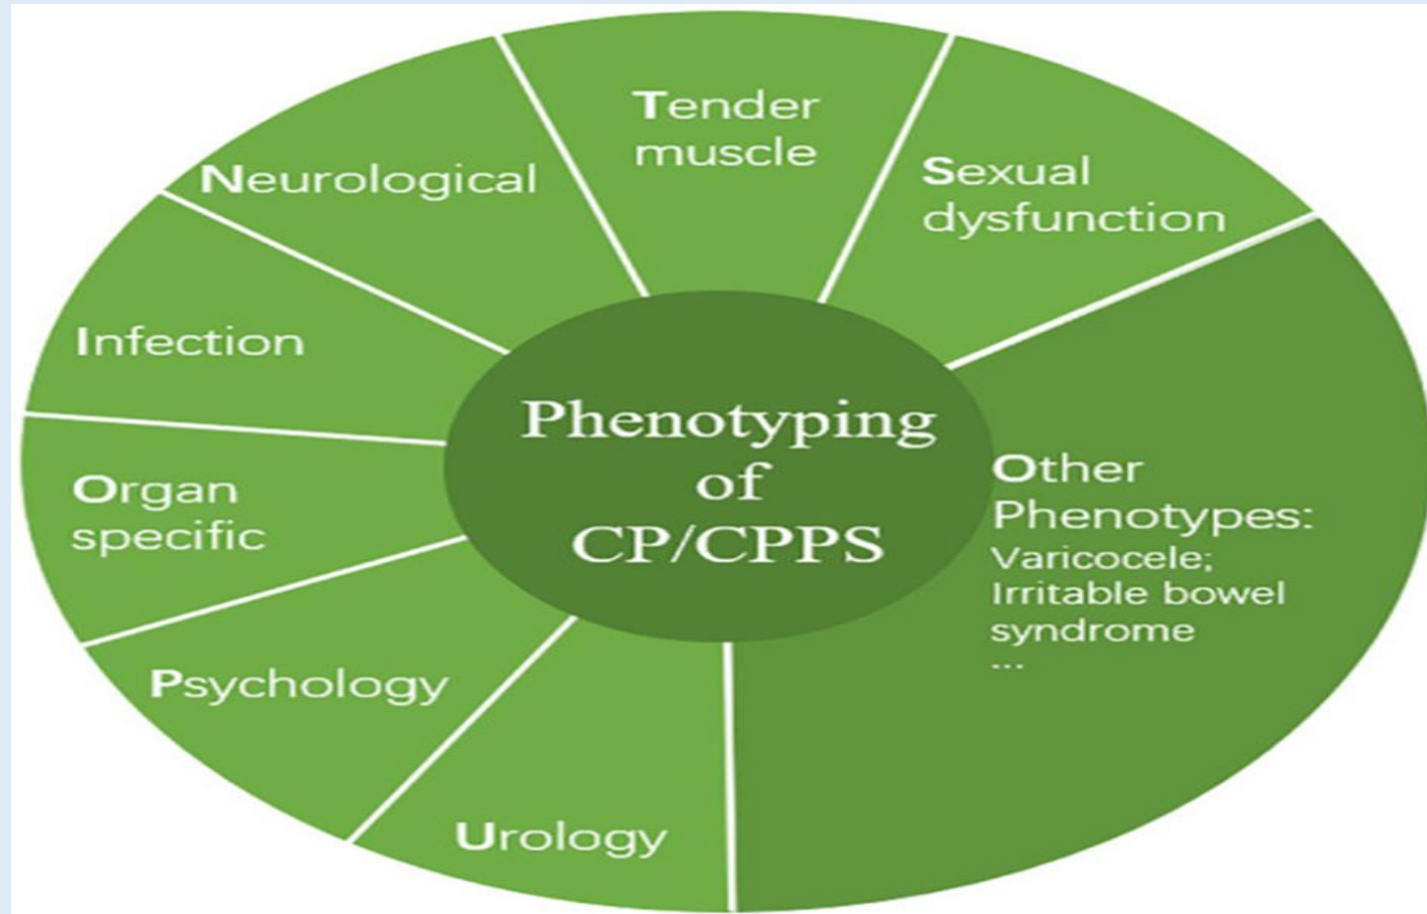 Tender
muscle
Neurological
Sexual
dysfunction
Infection
Organ
specific
Psychology
Urology
Phenotyping
of
CP/CPPS
Other
Phenotypes:
Varicocele;
Irritable bowel
syndrome
...